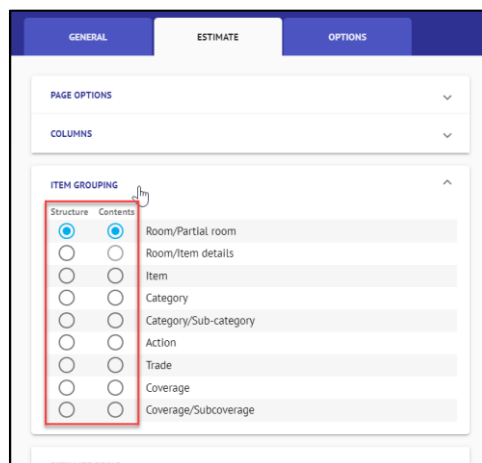 GENERAL ESTIMATE OPTIONS
PAGE OPTIONS
COLUMNS
ITEM GROUPING
Structure Contents
Room/Partial room
Room/Item details
Item
Category
Category/Sub-category
Action
Trade
Coverage
Coverage/Subcoverage